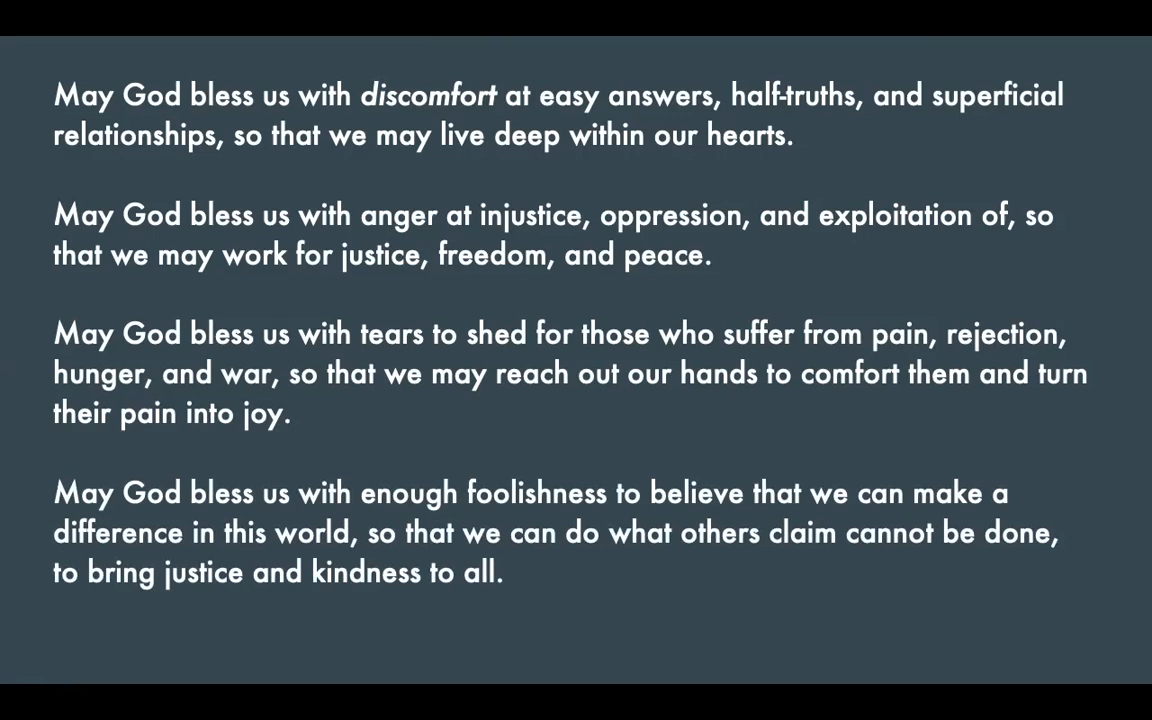 May God bless us with discomfort at easy answers, half-truths, and superficial
relationships, so that we may live deep within our hearts.
May God bless us with anger at injustice, oppression, and exploitation of, so
that we may work for justice, freedom, and peace.
May God bless us with tears to shed for those who suffer from pain, rejection,
hunger, and war, so that we may reach out our hands to comfort them and turn
their pain into joy.
May God bless us with enough foolishness to believe that we can make a
difference in this world, so that we can do what others claim cannot be done,
to bring justice and kindness to all.